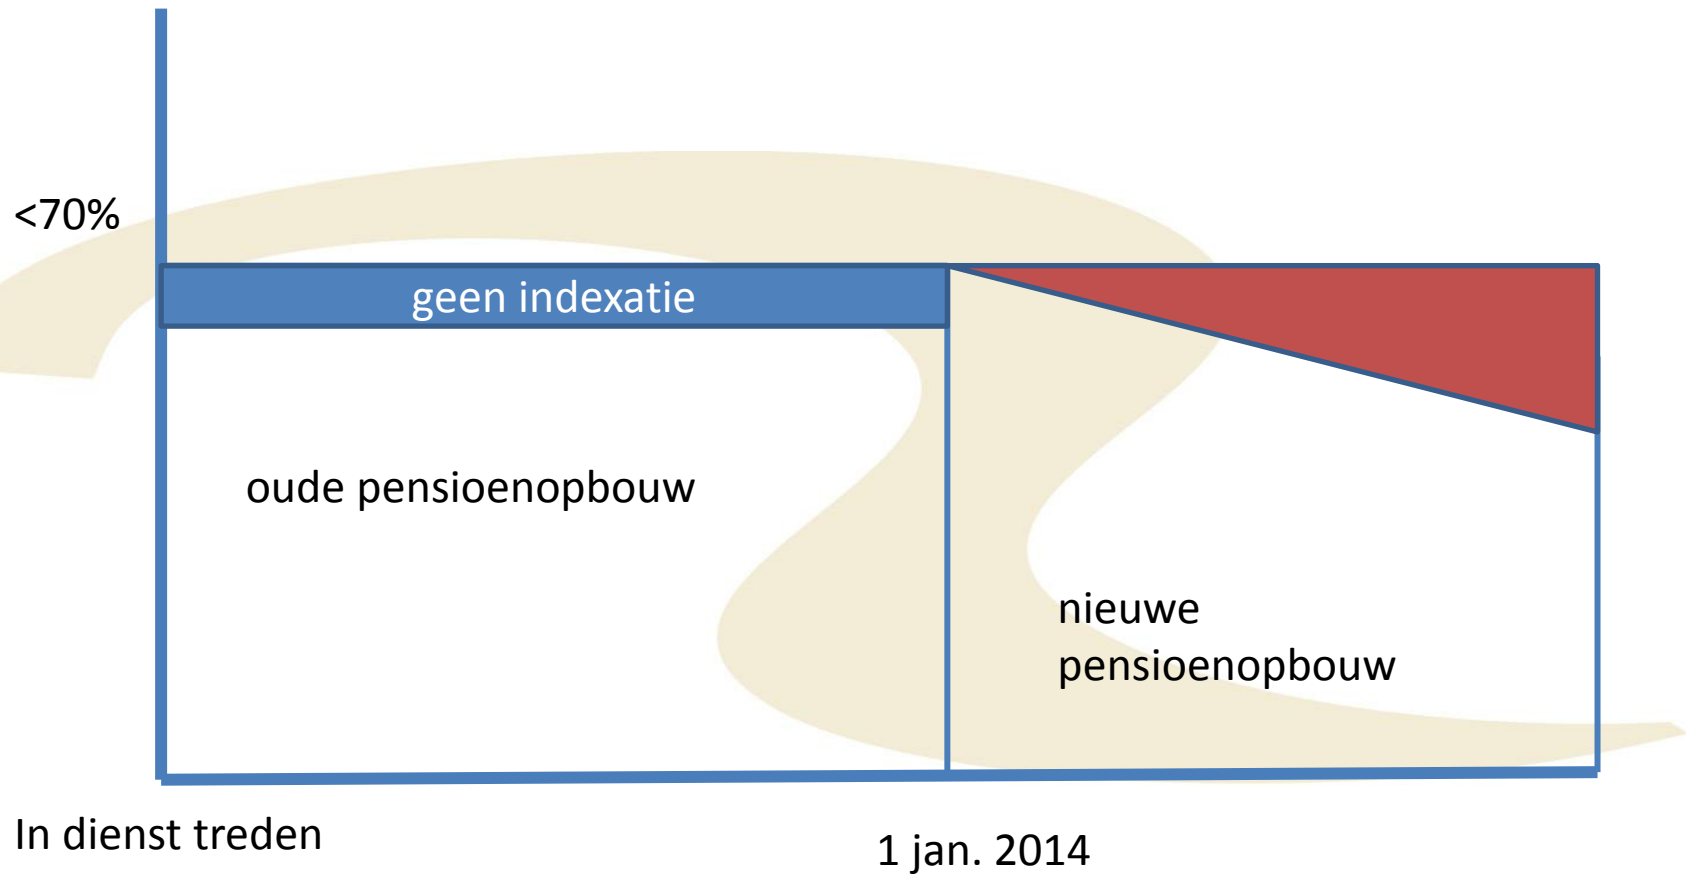 <70%
geen indexatie
oude pensioenopbouw
nieuwe
pensioenopbouw
In dienst treden
1 jan. 2014